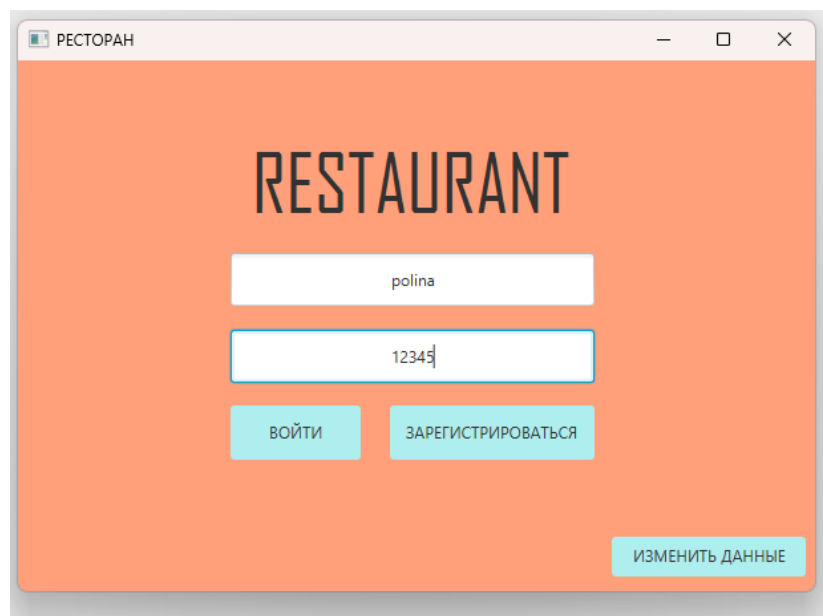 РЕСТОРАН
RESTAURANT
polina
12345
ВОЙТИ ЗАРЕГИСТРИРОВАТЬСЯ
ИЗМЕНИТЬ ДАННЫЕ